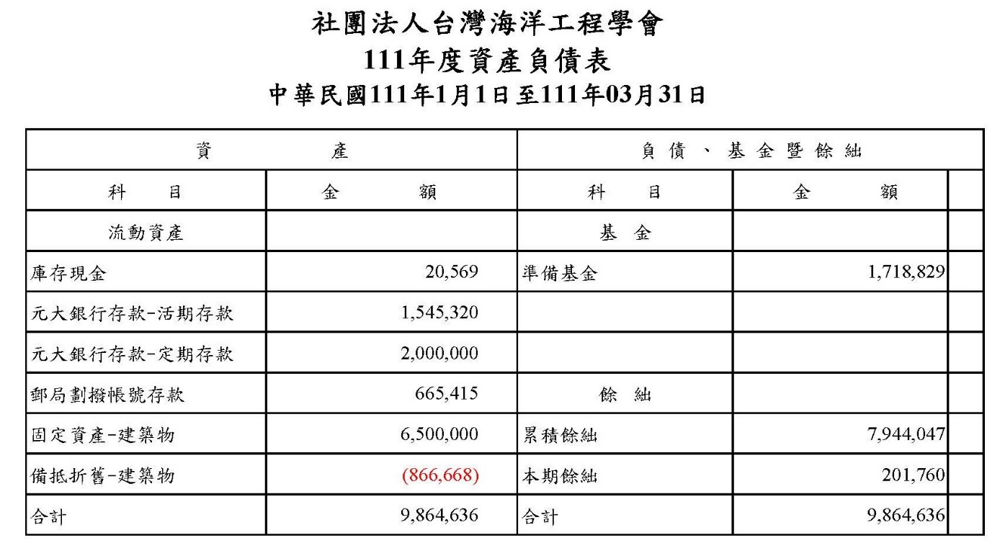 社團法人台灣海洋工程學會
111年度資產負債表
中華民國111年1月1日至111年03月31日
資 產 負債、基金暨餘絀
科 目 金 額 科 目 金 額
流動資產 基 金
庫存現金 20,569 準備基金 1,718,829
元大銀行存款-活期存款 1,545,320
元大銀行存款-定期存款 2,000,000
郵局劃撥帳號存款 665,415 餘 絀
固定資產-建築物 6,500,000 累積餘絀 7,944,047
備抵折舊-建築物 (866,668) 本期餘絀 201,760
合計 9,864,636 合計 9,864,636